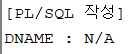 [PL/SQL 작성]
DNAME : N/A